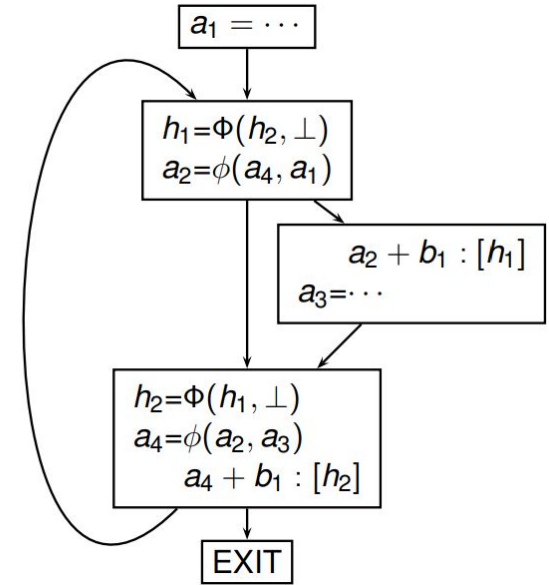 a₁ = ⋯
h₁=Φ(h₂, ⊥)
a₂=ϕ(a₄, a₁)
a₂ + b₁ : [h₁]
a₃=⋯
h₂=Φ(h₁, ⊥)
a₄=ϕ(a₂, a₃)
a₄ + b₁ : [h₂]
EXIT